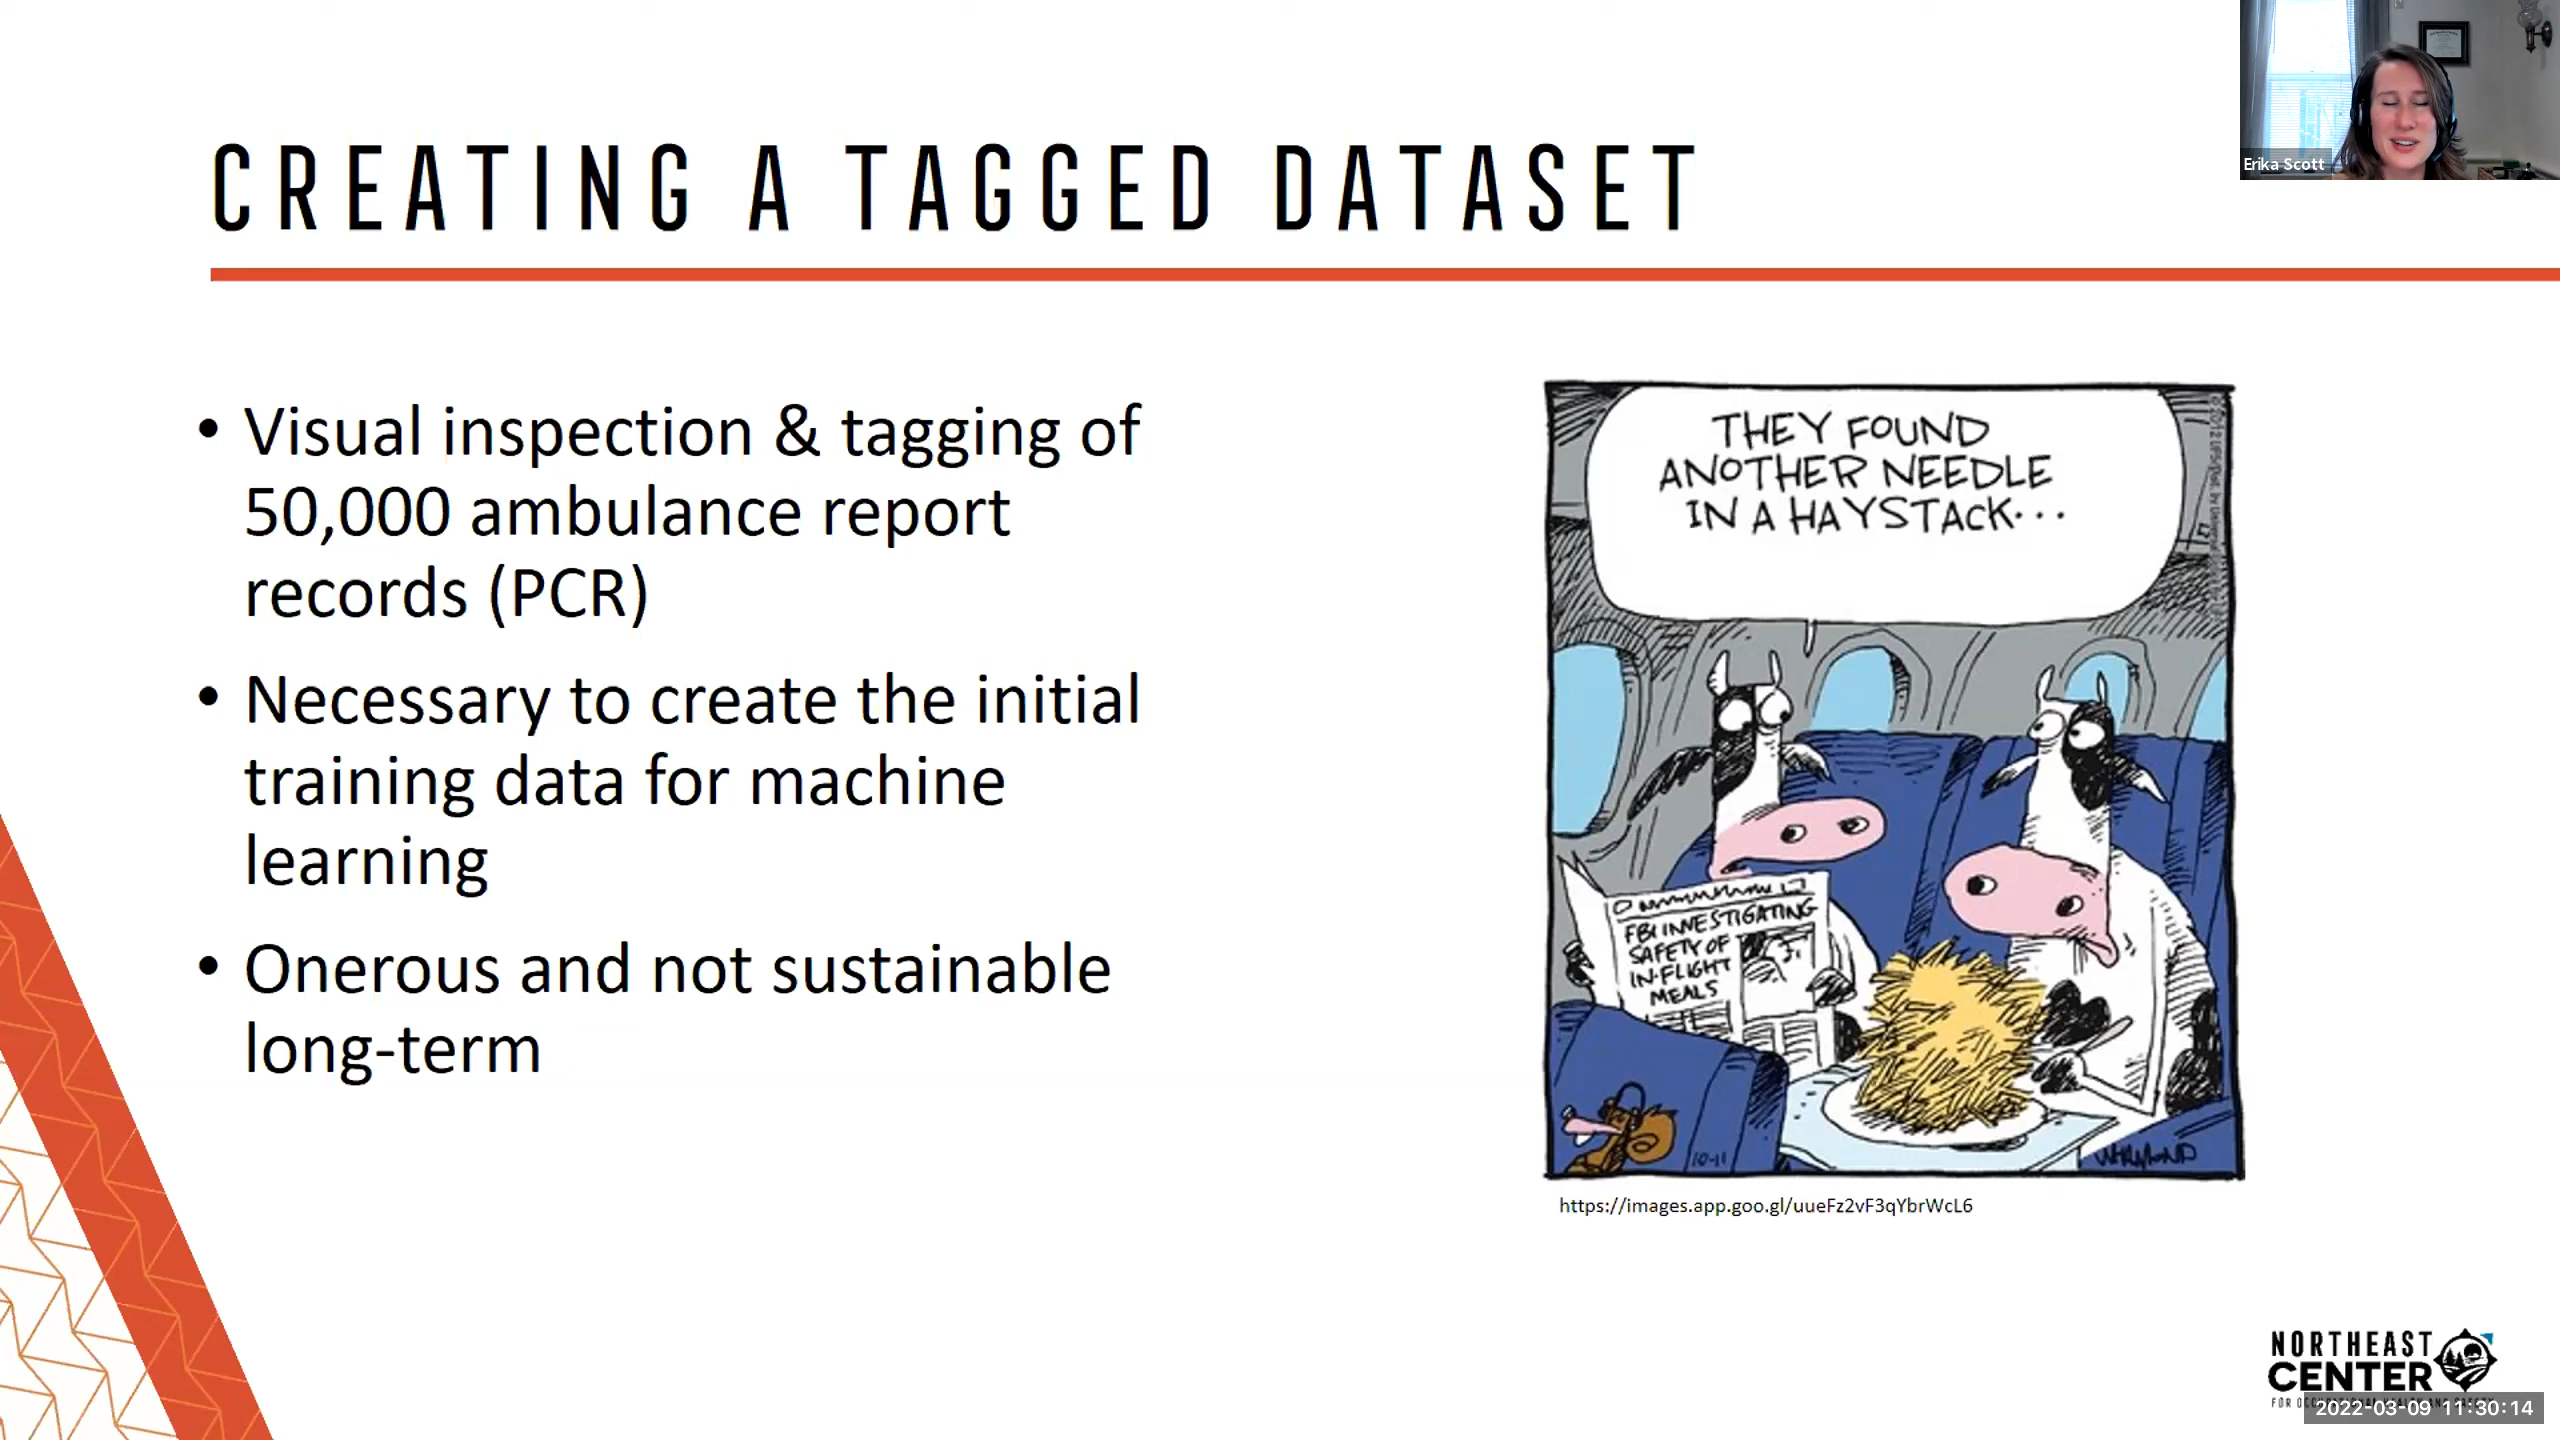 Erika Scott
CREATING A TAGGED DATASET
• Visual inspection & tagging of
50,000 ambulance report
records (PCR)
• Necessary to create the initial
training data for machine
learning
• Onerous and not sustainable
long-term
THEY FOUND
ANOTHER NEEDLE
IN A HAYSTACK...
FBI INVESTIGATING
SAFETY OF
IN-FLIGHT
MEALS
10-11
WHAMOND
https://images.app.goo.gl/uueFz2vF3qYbrWcL6
NORTHEAST
CENTER
2022-03-09 11:30:14